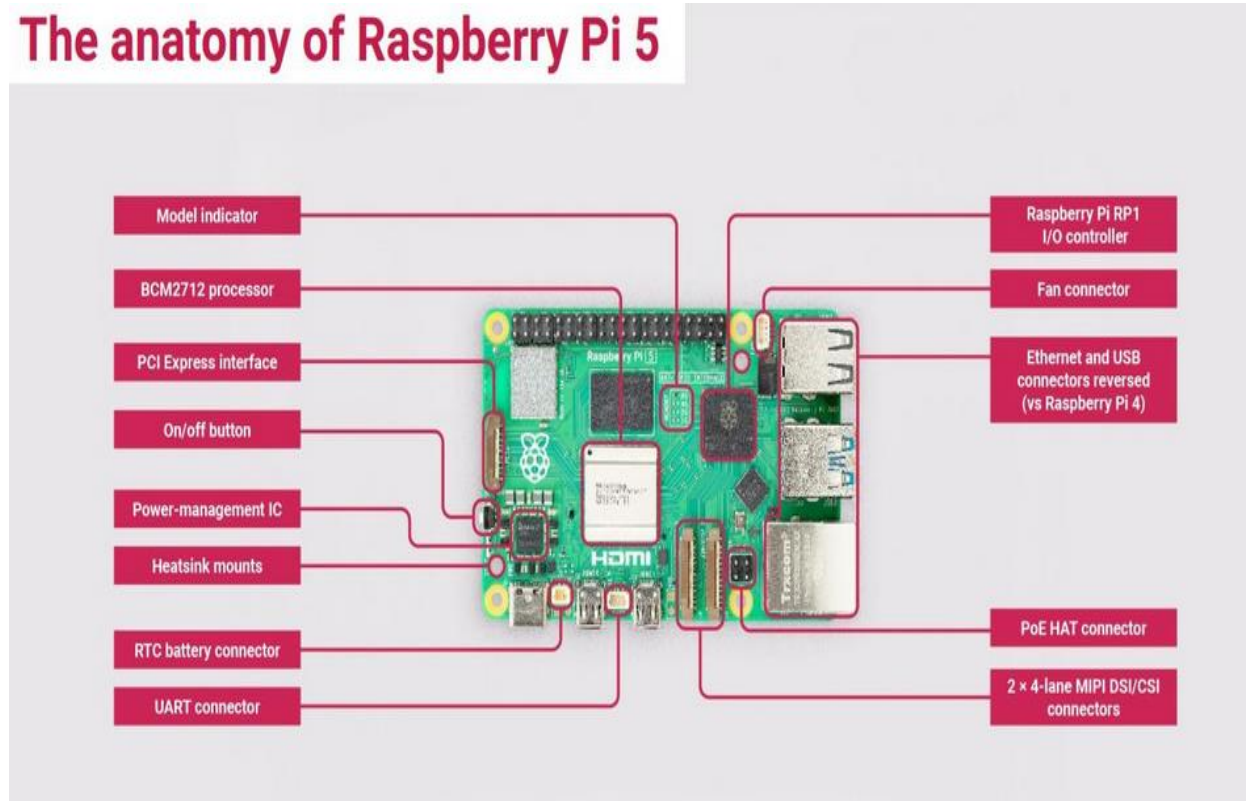 The anatomy of Raspberry Pi 5
Model indicator
BCM2712 processor
PCI Express interface
On/off button
Power-management IC
Heatsink mounts
RTC battery connector
UART connector
Raspberry Pi RP1
I/O controller
Fan connector
Ethernet and USB
connectors reversed
(vs Raspberry Pi 4)
PoE HAT connector
2 × 4-lane MIPI DSI/CSI
connectors
Raspberry Pi 5
HDMI
Trxcom